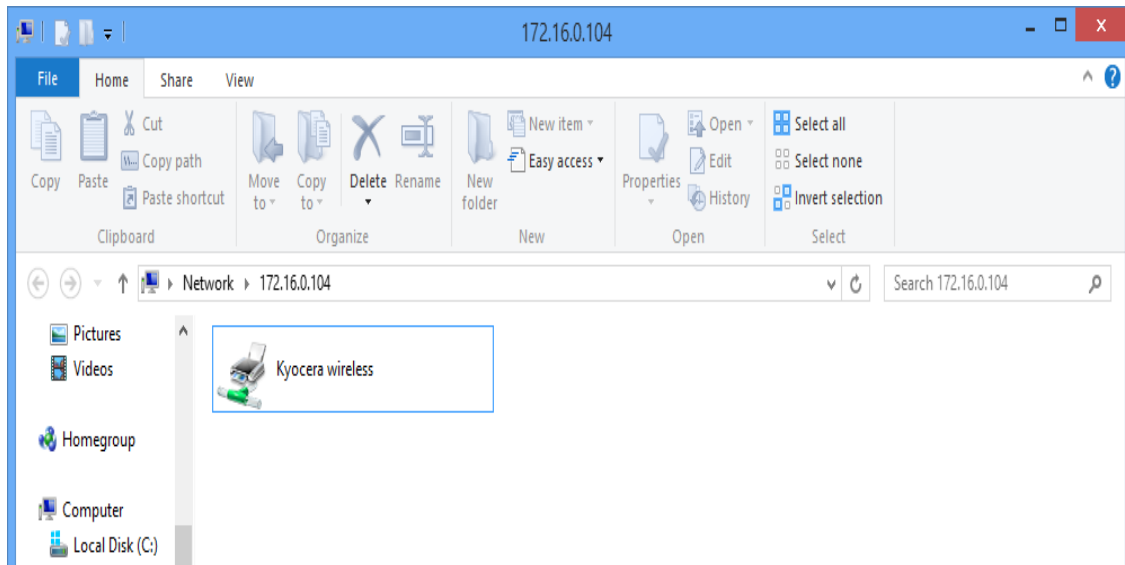 172.16.0.104
File Home Share View
Copy
Paste
Cut
Copy path
Paste shortcut
Clipboard
Move to
Copy to
Delete
Rename
Organize
New folder
New item
Easy access
New
Properties
Open
Edit
History
Open
Select all
Select none
Invert selection
Select
Network 172.16.0.104
Search 172.16.0.104
Pictures
Videos
Homegroup
Computer
Local Disk (C:)
Kyocera wireless